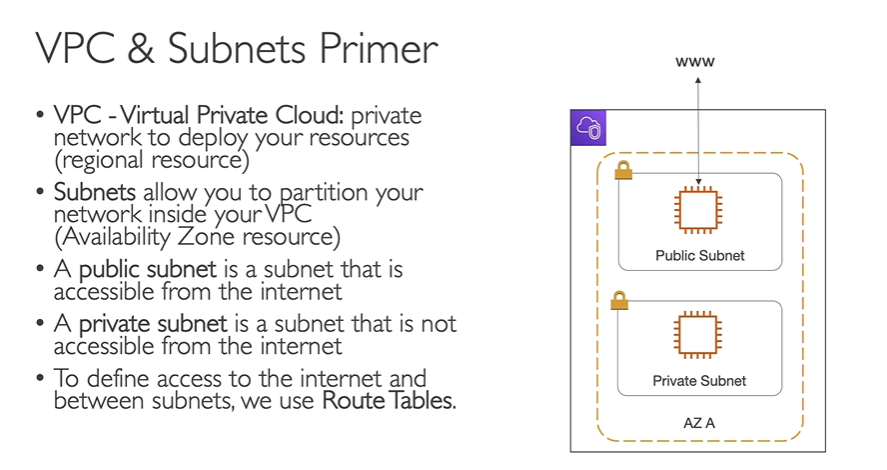 VPC & Subnets Primer
• VPC - Virtual Private Cloud: private
network to deploy your resources
(regional resource)
• Subnets allow you to partition your
network inside your VPC
(Availability Zone resource)
• A public subnet is a subnet that is
accessible from the internet
• A private subnet is a subnet that is not
accessible from the internet
• To define access to the internet and
between subnets, we use Route Tables.
www
Public Subnet
Private Subnet
AZ A